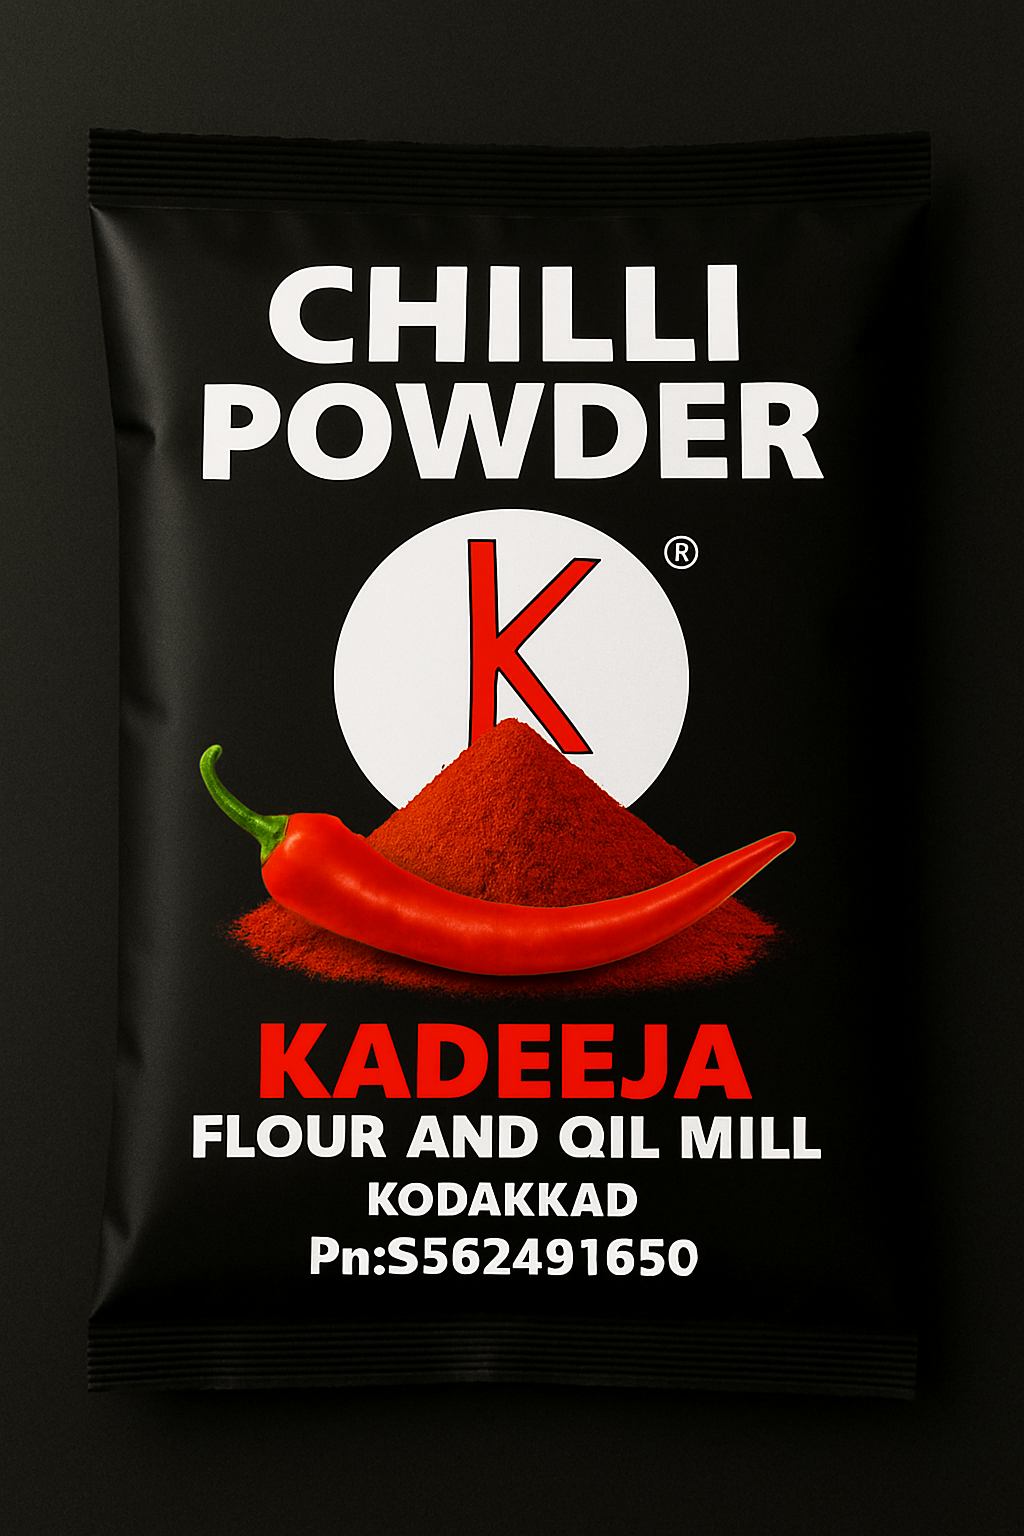 CHILLI
POWDER
K
®
KADEEJA
FLOUR AND QIL MILL
KODAKKAD
Pn:S562491650